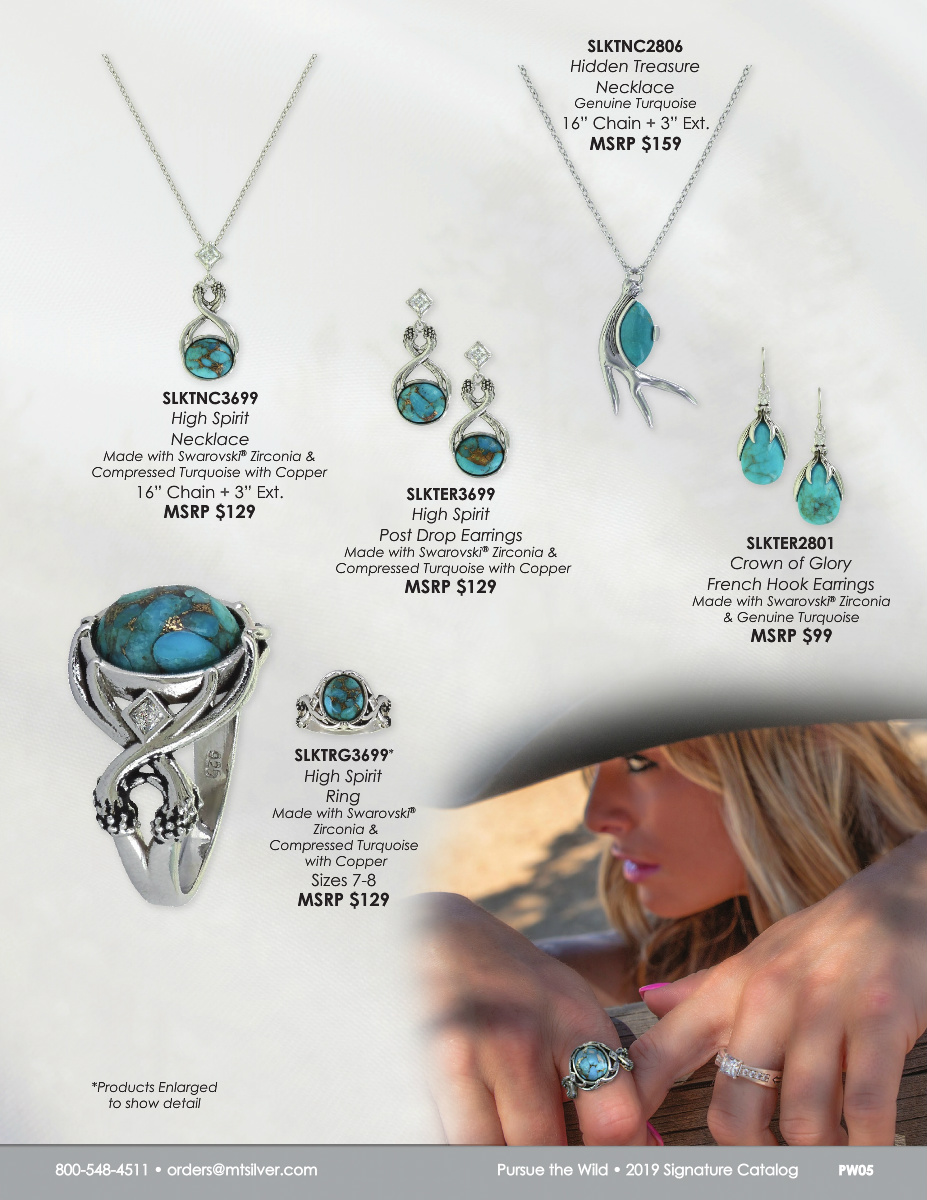 SLKTNC2806
Hidden Treasure
Necklace
Genuine Turquoise
16” Chain + 3” Ext.
MSRP $159
SLKTNC3699
High Spirit
Necklace
Made with Swarovski® Zirconia &
Compressed Turquoise with Copper
16” Chain + 3” Ext.
MSRP $129
SLKTER3699
High Spirit
Post Drop Earrings
Made with Swarovski® Zirconia &
Compressed Turquoise with Copper
MSRP $129
SLKTER2801
Crown of Glory
French Hook Earrings
Made with Swarovski® Zirconia
& Genuine Turquoise
MSRP $99
925
SLKTRG3699*
High Spirit
Ring
Made with Swarovski®
Zirconia &
Compressed Turquoise
with Copper
Sizes 7-8
MSRP $129
*Products Enlarged
to show detail
800-548-4511 • orders@mtsilver.com
Pursue the Wild • 2019 Signature Catalog
PW05